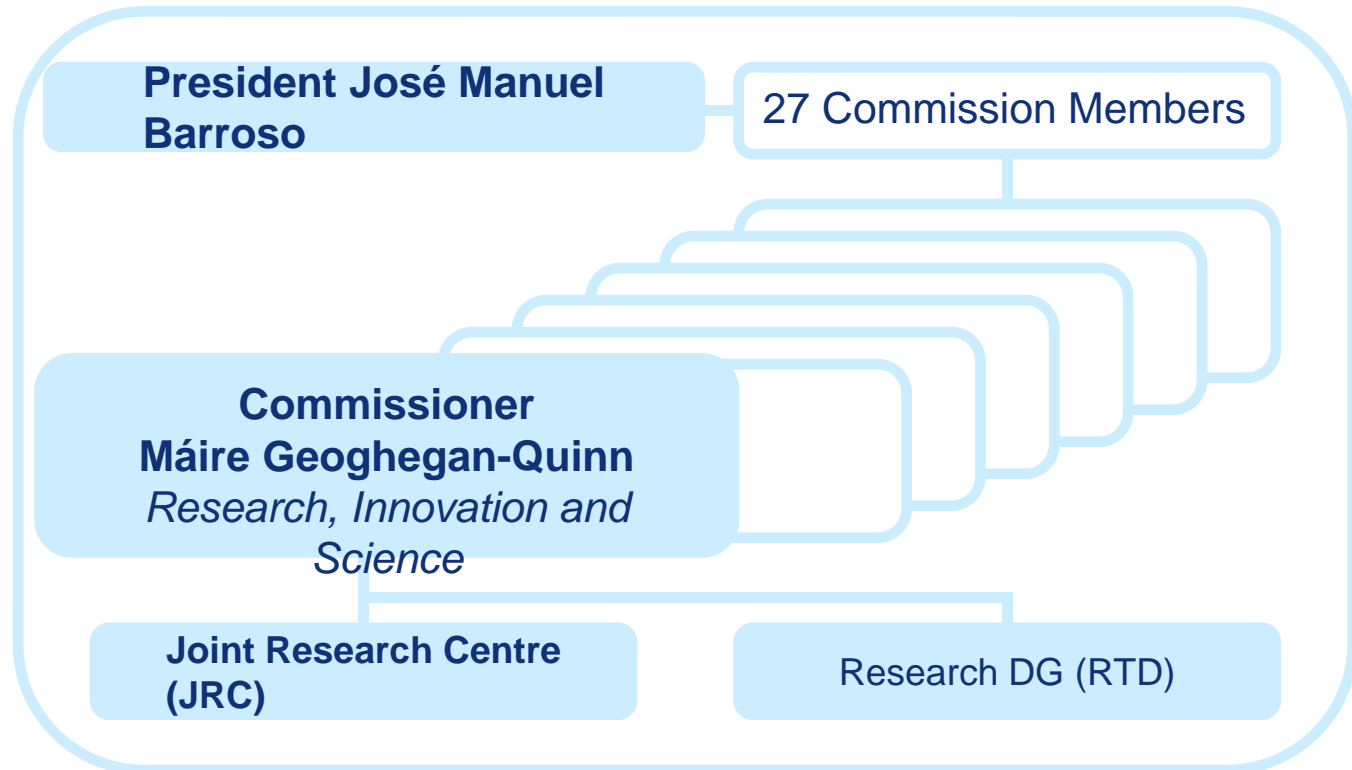 President José Manuel
Barroso
27 Commission Members
Commissioner
Máire Geoghegan-Quinn
Research, Innovation and
Science
Joint Research Centre
(JRC)
Research DG (RTD)